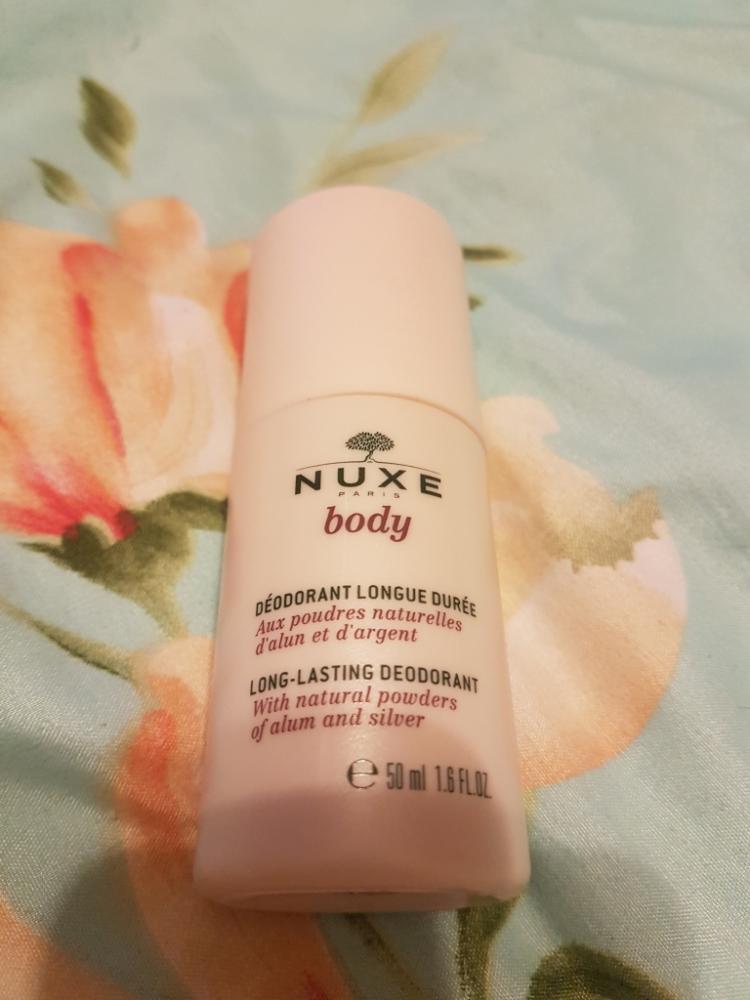 NUXE
PARIS
body
DÉODORANT LONGUE DURÉE
Aux poudres naturelles
d'alun et d'argent
LONG-LASTING DEODORANT
With natural powders
of alum and silver
℮ 50 ml 1.6 FL.OZ.